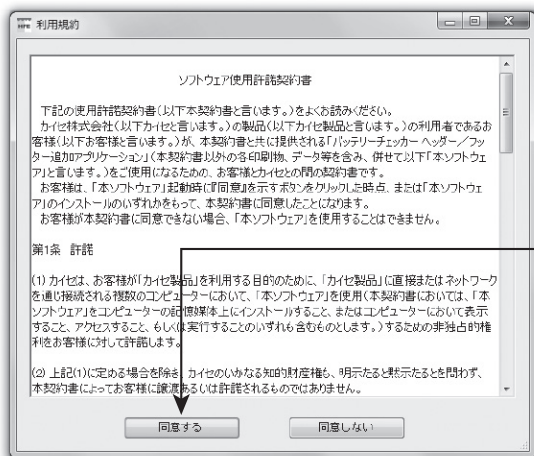 利用規約
ソフトウェア使用許諾契約書
下記の使用許諾契約書(以下本契約書と言います。)をよくお読みください。
カイセ株式会社(以下カイセと言います。)の製品(以下カイセ製品と言います。)の利用者であるお
客様(以下お客様と言います。)が、本契約書と共に提供される「バッテリーチェッカー ヘッダー/フッ
ター追加アプリケーション」(本契約書以外の各印刷物、データ等を含み、併せて以下「本ソフトウェ
ア」と言います。)をご使用になるための、お客様とカイセとの間の契約書です。
お客様は、「本ソフトウェア」起動時に『同意』を示すボタンをクリックした時点、または「本ソフトウェ
ア」のインストールのいずれかをもって、本契約書に同意したことになります。
お客様が本契約書に同意できない場合、「本ソフトウェア」を使用することはできません。
第1条 許諾
(1) カイセは、お客様が「カイセ製品」を利用する目的のために、「カイセ製品」に直接またはネットワーク
を通じ接続される複数のコンピューターにおいて、「本ソフトウェア」を使用(本契約書においては、「本
ソフトウェア」をコンピューターの記憶媒体上にインストールすること、またはコンピューターにおいて表示
すること、アクセスすること、もしくは実行することのいずれも含むものとします。)するための非独占的権
利をお客様に対して許諾します。
(2) 上記(1)に定める場合を除き、カイセのいかなる知的財産権も、明示たると黙示たるとを問わず、
本契約書によってお客様に譲渡あるいは許諾されるものではありません。
同意する
同意しない